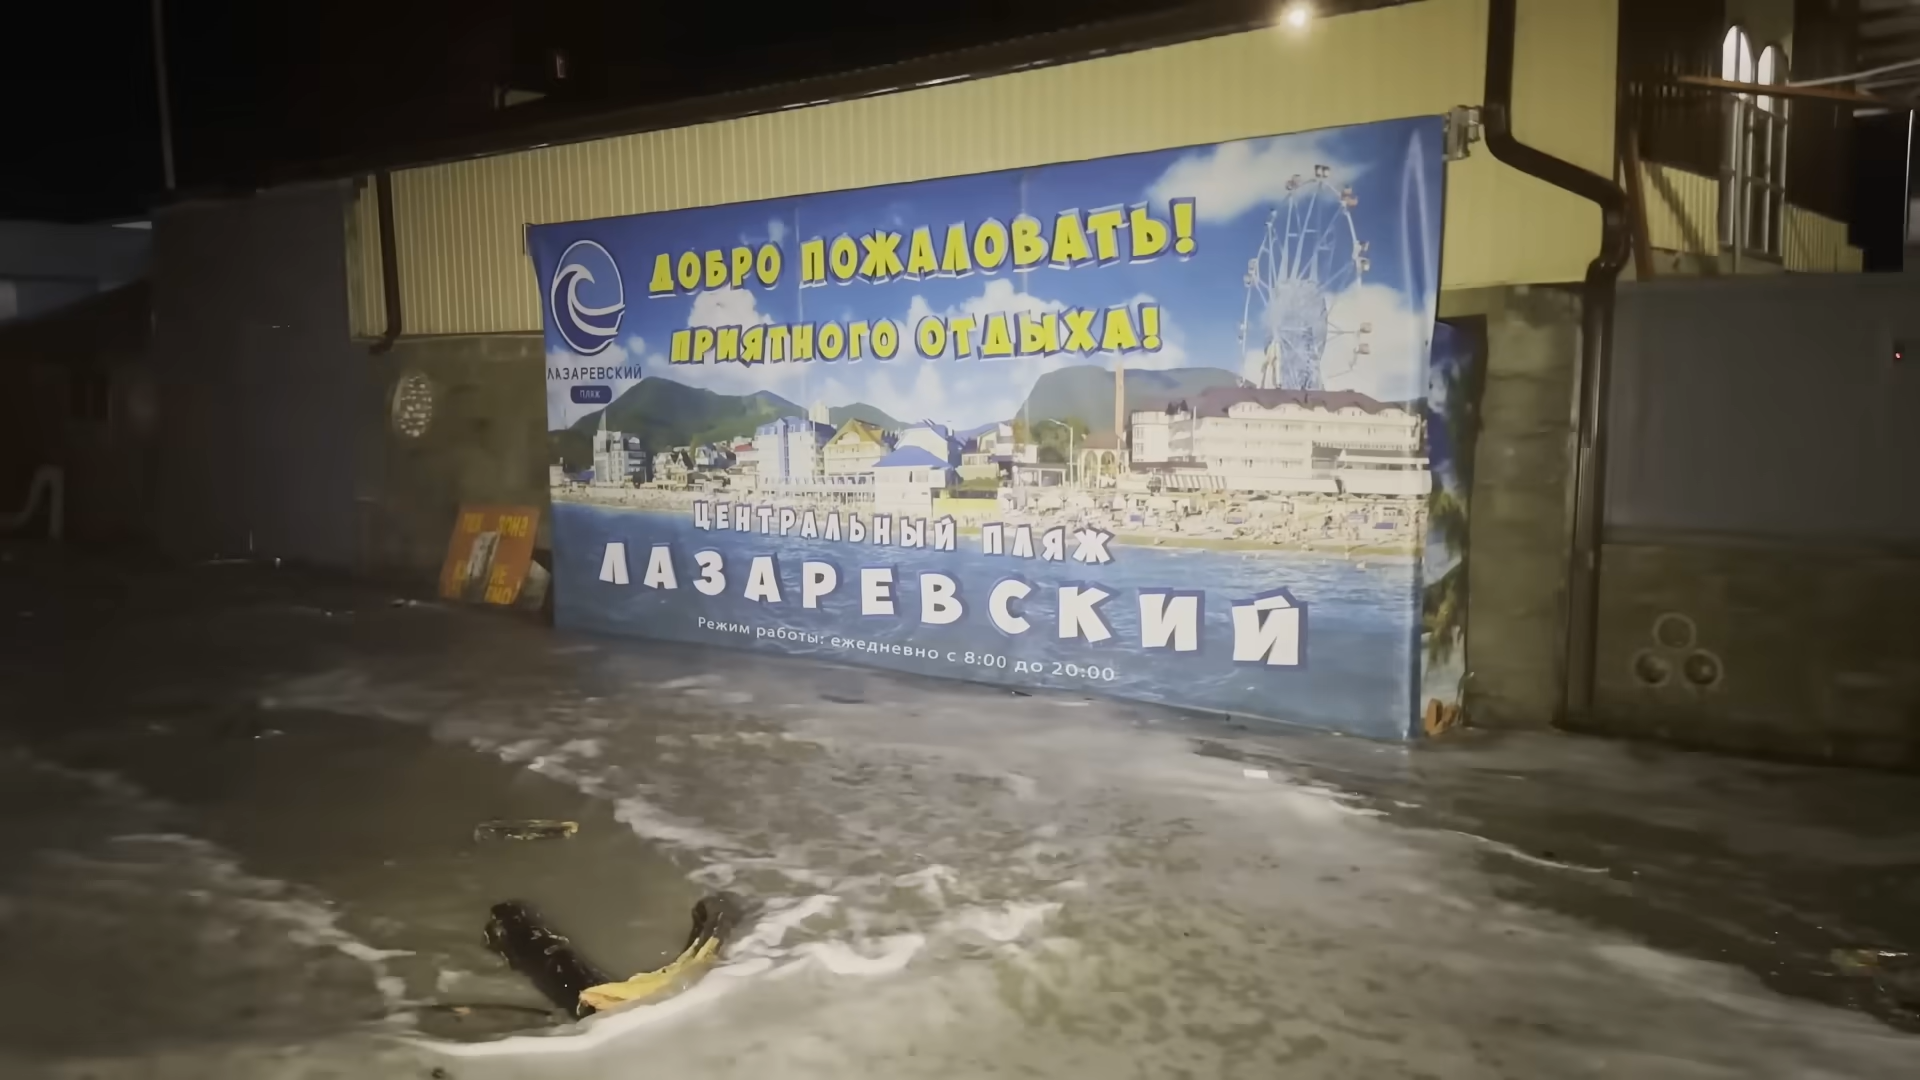 ДОБРО ПОЖАЛОВАТЬ!
ПРИЯТНОГО ОТДЫХА!
ЛАЗАРЕВСКИЙ
ПЛЯЖ
ЦЕНТРАЛЬНЫЙ ПЛЯЖ
ЛАЗАРЕВСКИЙ
Режим работы: ежедневно с 8:00 до 20:00